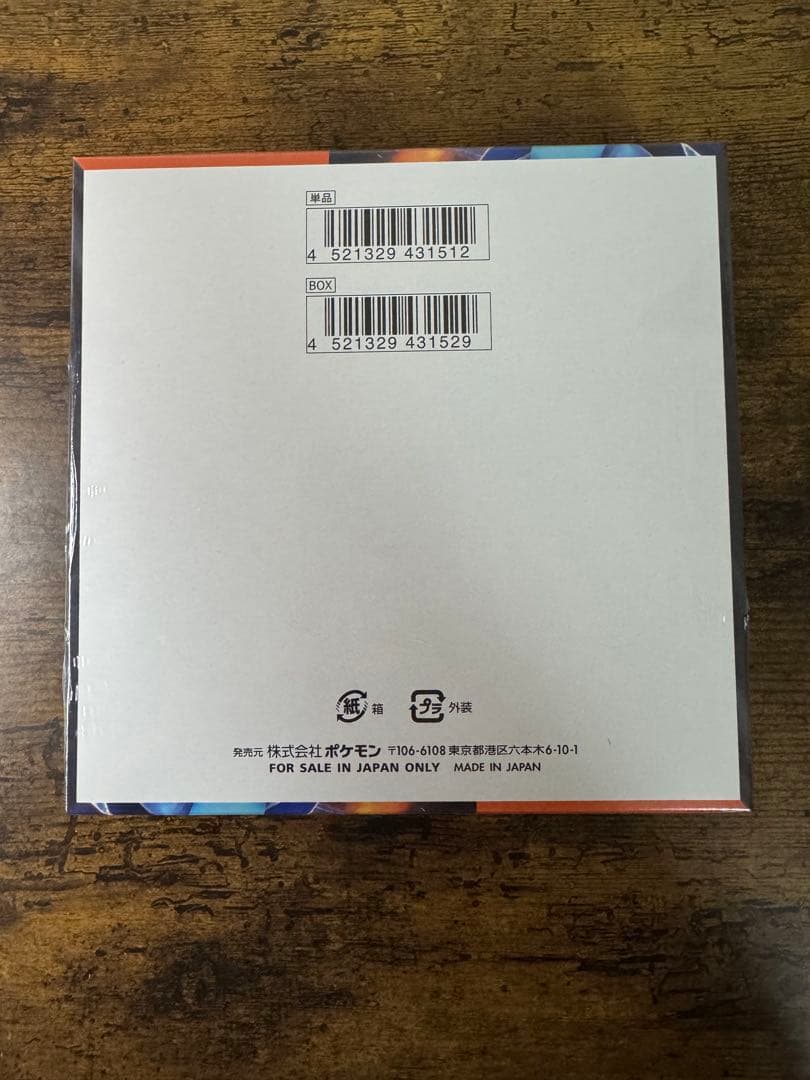 単品
4 521329 431512
BOX
4 521329 431529
紙 箱 プラ 外装
発売元 株式会社ポケモン 〒106-6108 東京都港区六本木6-10-1
FOR SALE IN JAPAN ONLY MADE IN JAPAN